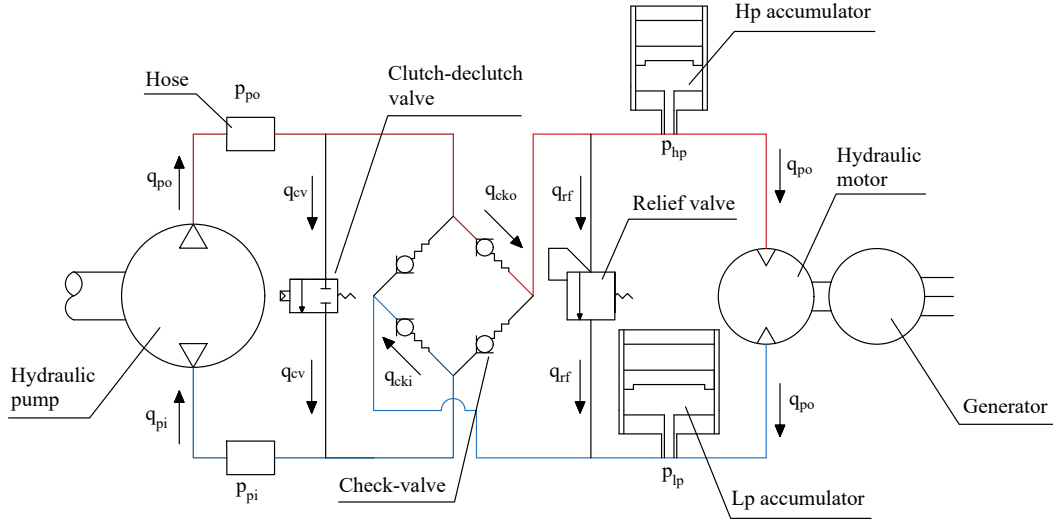 Hp accumulator
Clutch-declutch
valve
Hose
p_po
p_hp
Hydraulic
motor
q_po
q_cv
q_cko
q_rf
q_po
Relief valve
Hydraulic
pump
q_cv
q_cki
q_rf
q_po
Generator
q_pi
p_pi
Check-valve
p_lp
Lp accumulator